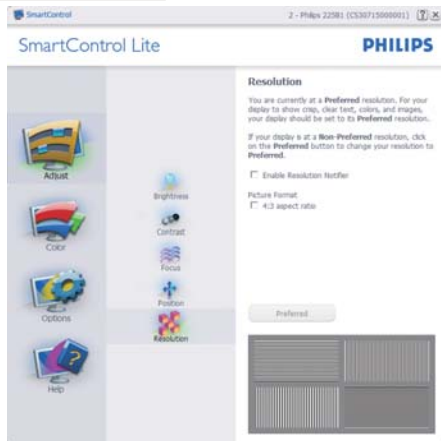 SmartControl
2 - Philips 225B1 (CS30715000001)
SmartControl Lite
PHILIPS
Adjust
Color
Options
Help
Brightness
Contrast
Focus
Position
Resolution
Resolution
You are currently at a Preferred resolution. For your
display to show crisp, clear text, colors, and images,
your display should be set to its Preferred resolution.
If your display is at a Non-Preferred resolution, click
on the Preferred button to change your resolution to
Preferred.
Enable Resolution Notifier
Picture Format
4:3 aspect ratio
Preferred